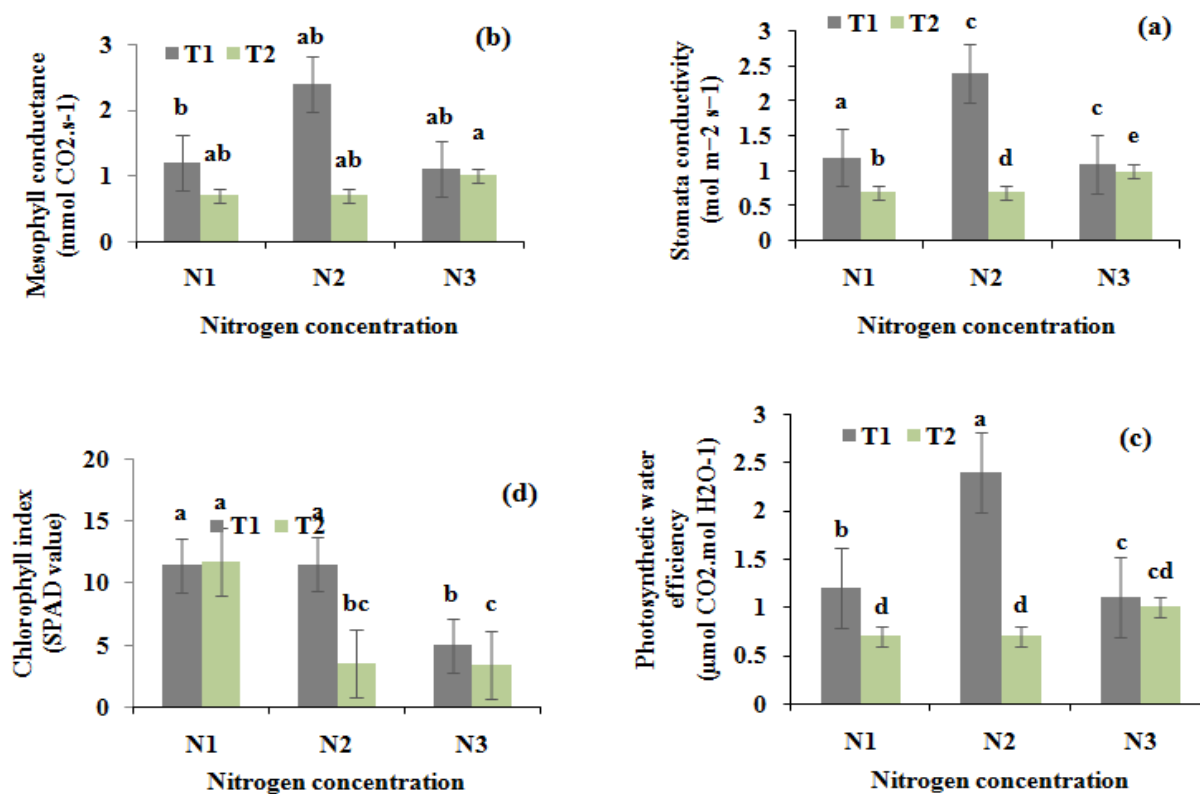 (b)
T1 T2
Mesophyll conductance
(mmol CO2.s-1)
3
2
1
0
b
ab
ab
ab
ab
a
N1 N2 N3
Nitrogen concentration
(a)
T1 T2
Stomata conductivity
(mol m−2 s−1)
3
2.5
2
1.5
1
0.5
0
a
b
c
d
c
e
N1 N2 N3
Nitrogen concentration
(d)
T1 T2
Chlorophyll index
(SPAD value)
20
15
10
5
0
a
a
a
bc
b
c
N1 N2 N3
Nitrogen concentration
(c)
T1 T2
Photosynthetic water
efficiency
(µmol CO2.mol H2O-1)
3
2.5
2
1.5
1
0.5
0
b
d
a
d
c
cd
N1 N2 N3
Nitrogen concentration